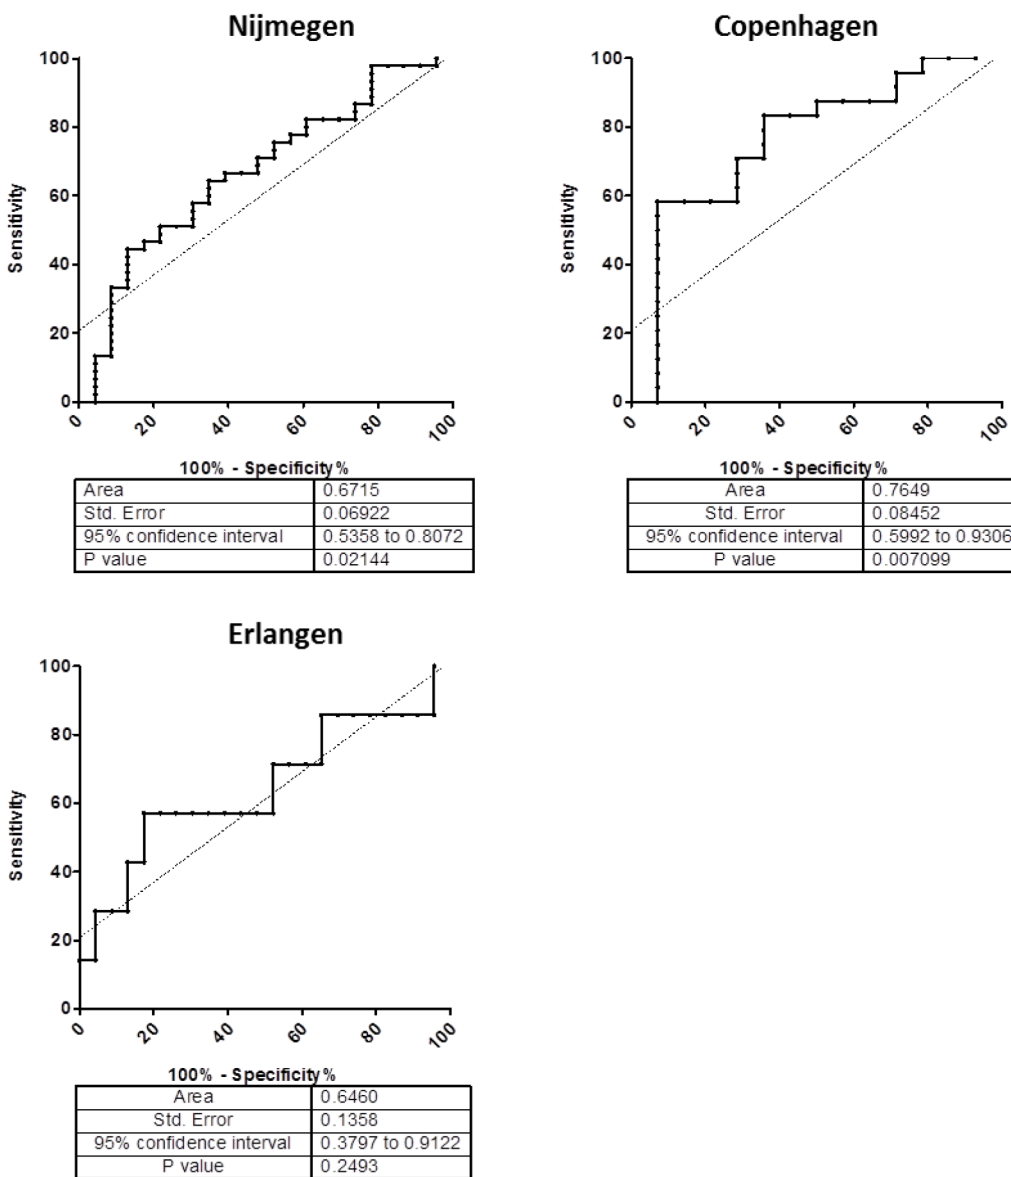 Nijmegen
100
80
60
40
20
0
Sensitivity
0 20 40 60 80 100
100% - Specificity%
Area 0.6715
Std. Error 0.06922
95% confidence interval 0.5358 to 0.8072
P value 0.02144
Copenhagen
100
80
60
40
20
0
Sensitivity
0 20 40 60 80 100
100% - Specificity%
Area 0.7649
Std. Error 0.08452
95% confidence interval 0.5992 to 0.9306
P value 0.007099
Erlangen
100
80
60
40
20
0
Sensitivity
0 20 40 60 80 100
100% - Specificity%
Area 0.6460
Std. Error 0.1358
95% confidence interval 0.3797 to 0.9122
P value 0.2493